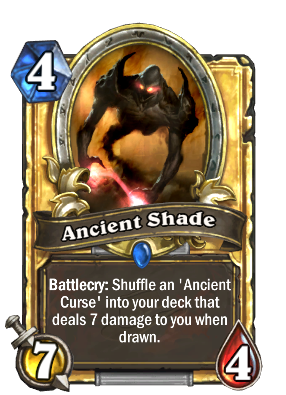 4
Ancient Shade
Battlecry: Shuffle an 'Ancient
Curse' into your deck that
deals 7 damage to you when
drawn.
7
4